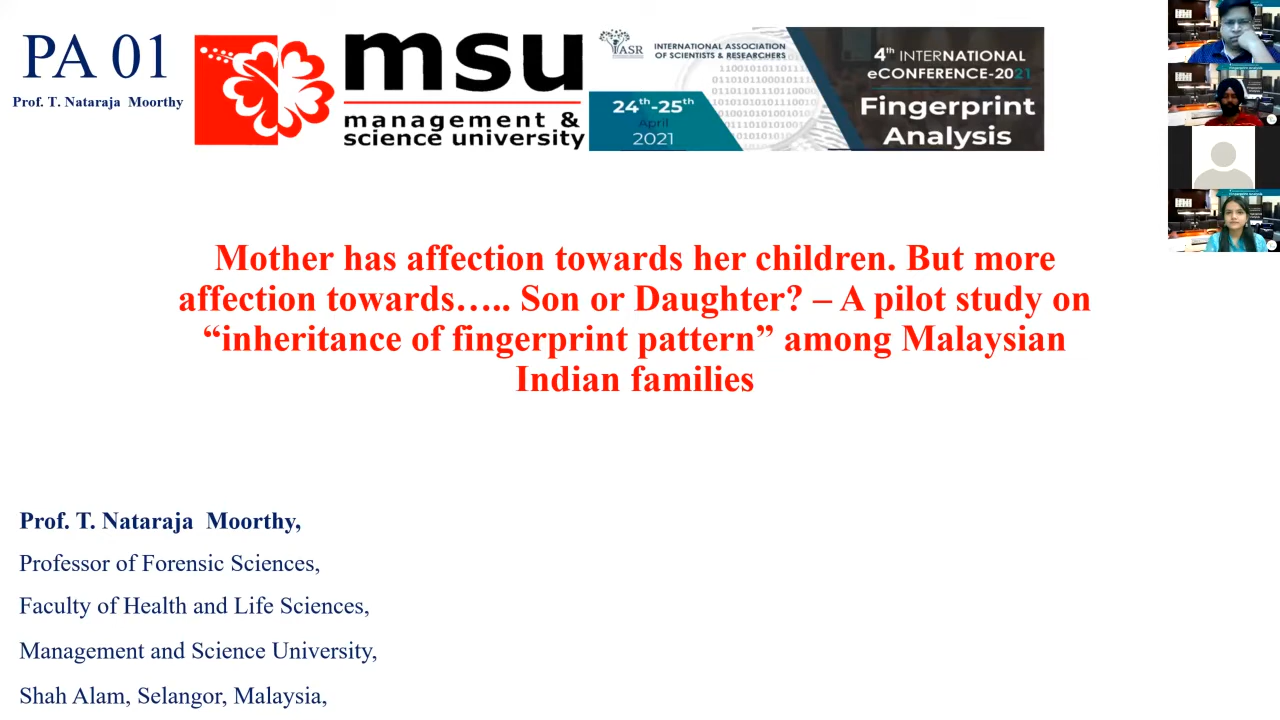 PA 01
Prof. T. Nataraja Moorthy
msu
management &
science university
IASR
INTERNATIONAL ASSOCIATION
OF SCIENTISTS & RESEARCHERS
24th-25th
April
2021
4th INTERNATIONAL
eCONFERENCE-2021
Fingerprint
Analysis
Mother has affection towards her children. But more
affection towards….. Son or Daughter? – A pilot study on
“inheritance of fingerprint pattern” among Malaysian
Indian families
Prof. T. Nataraja Moorthy,
Professor of Forensic Sciences,
Faculty of Health and Life Sciences,
Management and Science University,
Shah Alam, Selangor, Malaysia,